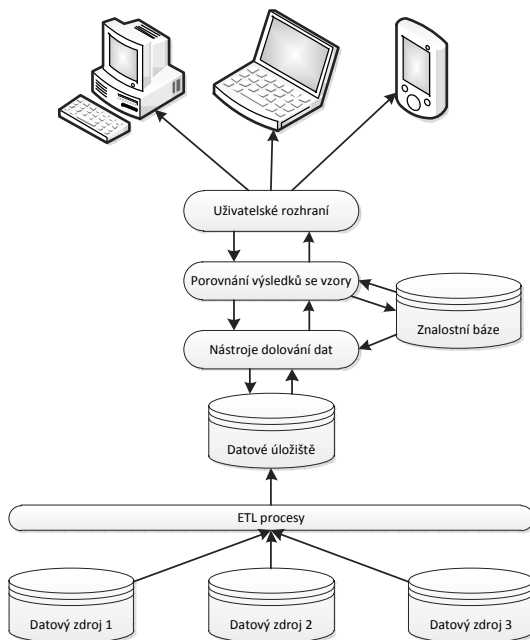 Uživatelské rozhraní
Porovnání výsledků se vzory
Znalostní báze
Nástroje dolování dat
Datové úložiště
ETL procesy
Datový zdroj 1
Datový zdroj 2
Datový zdroj 3